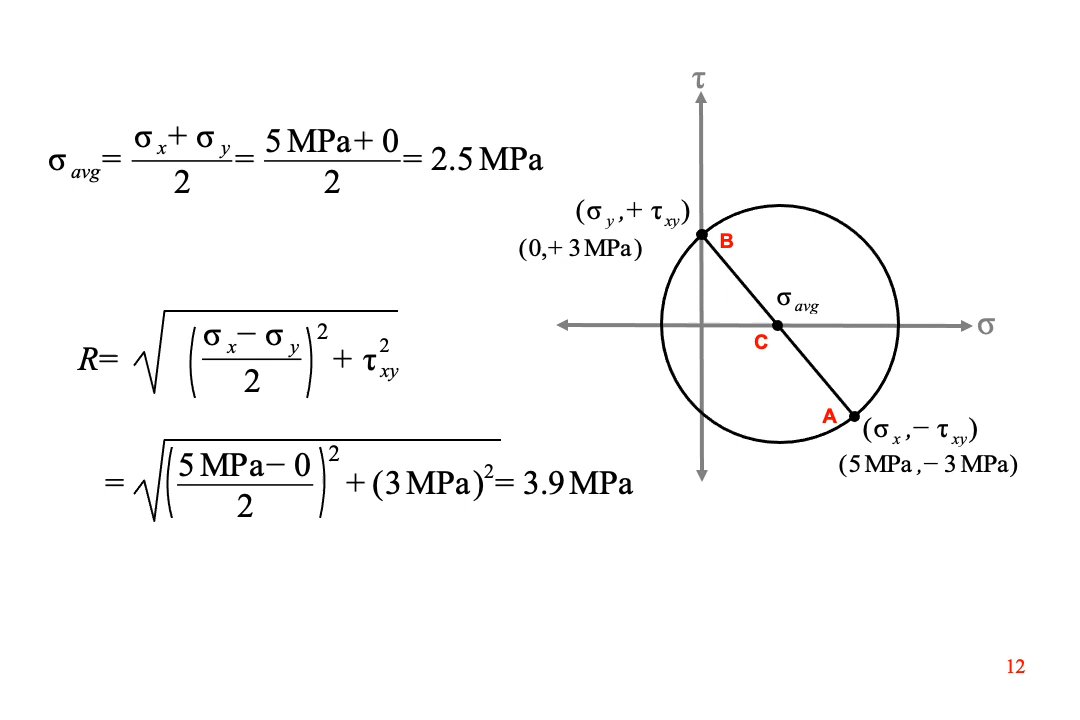 σ_avg = (σ_x + σ_y)/2 = (5 MPa + 0)/2 = 2.5 MPa
R = √(((σ_x − σ_y)/2)² + τ_xy²)
= √(((5 MPa − 0)/2)² + (3 MPa)²) = 3.9 MPa
τ
(σ_y, + τ_xy)
(0,+ 3 MPa)
B
σ_avg
σ
C
A
(σ_x, − τ_xy)
(5 MPa, − 3 MPa)
12